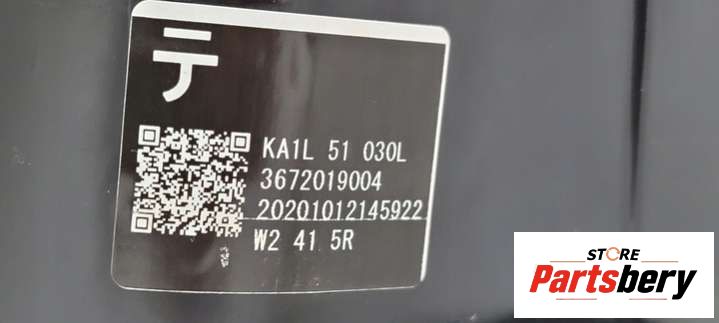 テ
KA1L 51 030L
3672019004
20201012145922
W2 41 5R
STORE
Partsbery